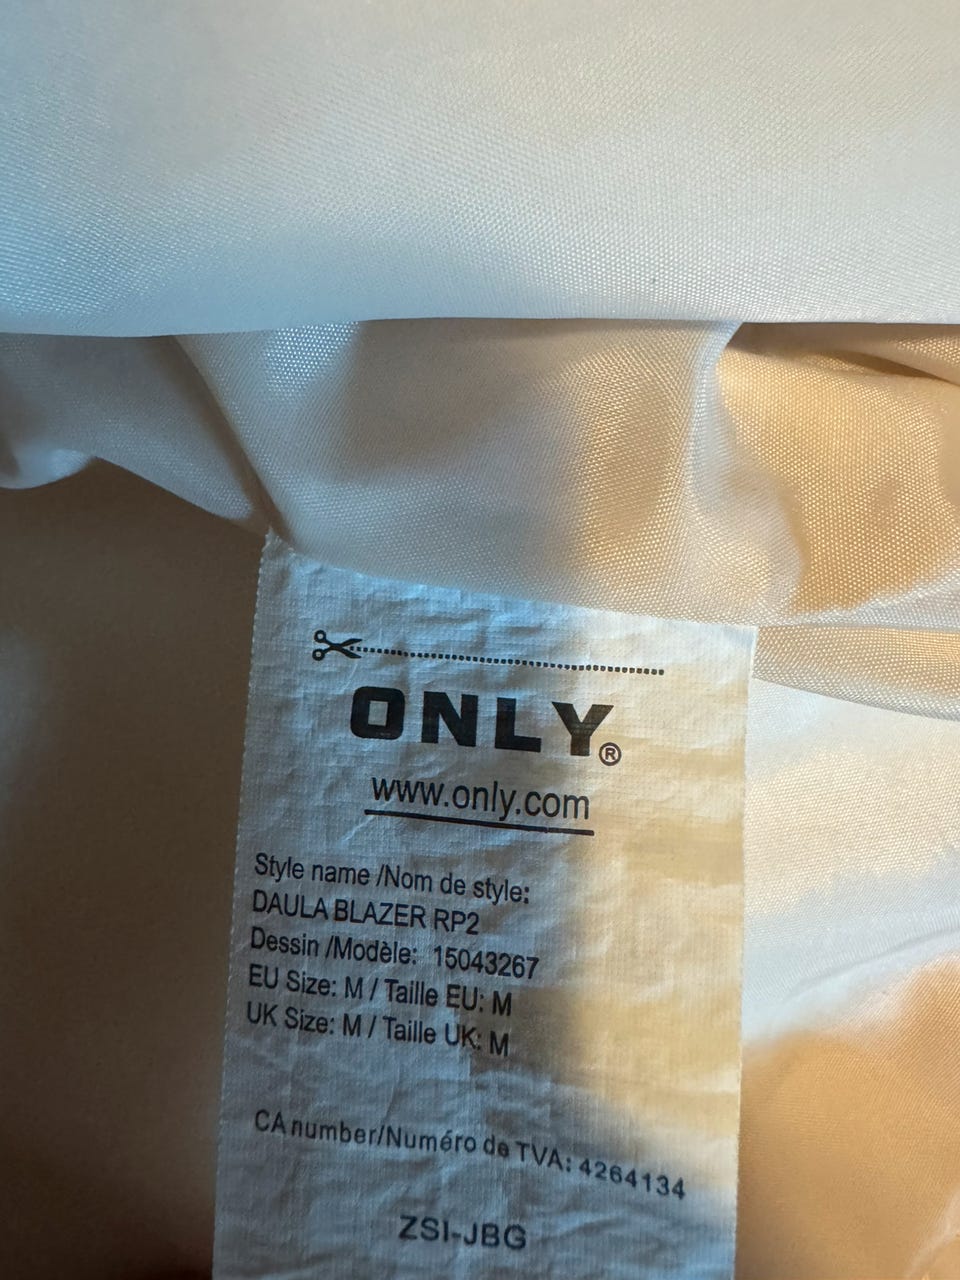 ONLY®
www.only.com
Style name /Nom de style:
DAULA BLAZER RP2
Dessin /Modèle: 15043267
EU Size: M / Taille EU: M
UK Size: M / Taille UK: M
CA number/Numéro de TVA: 4264134
ZSI-JBG